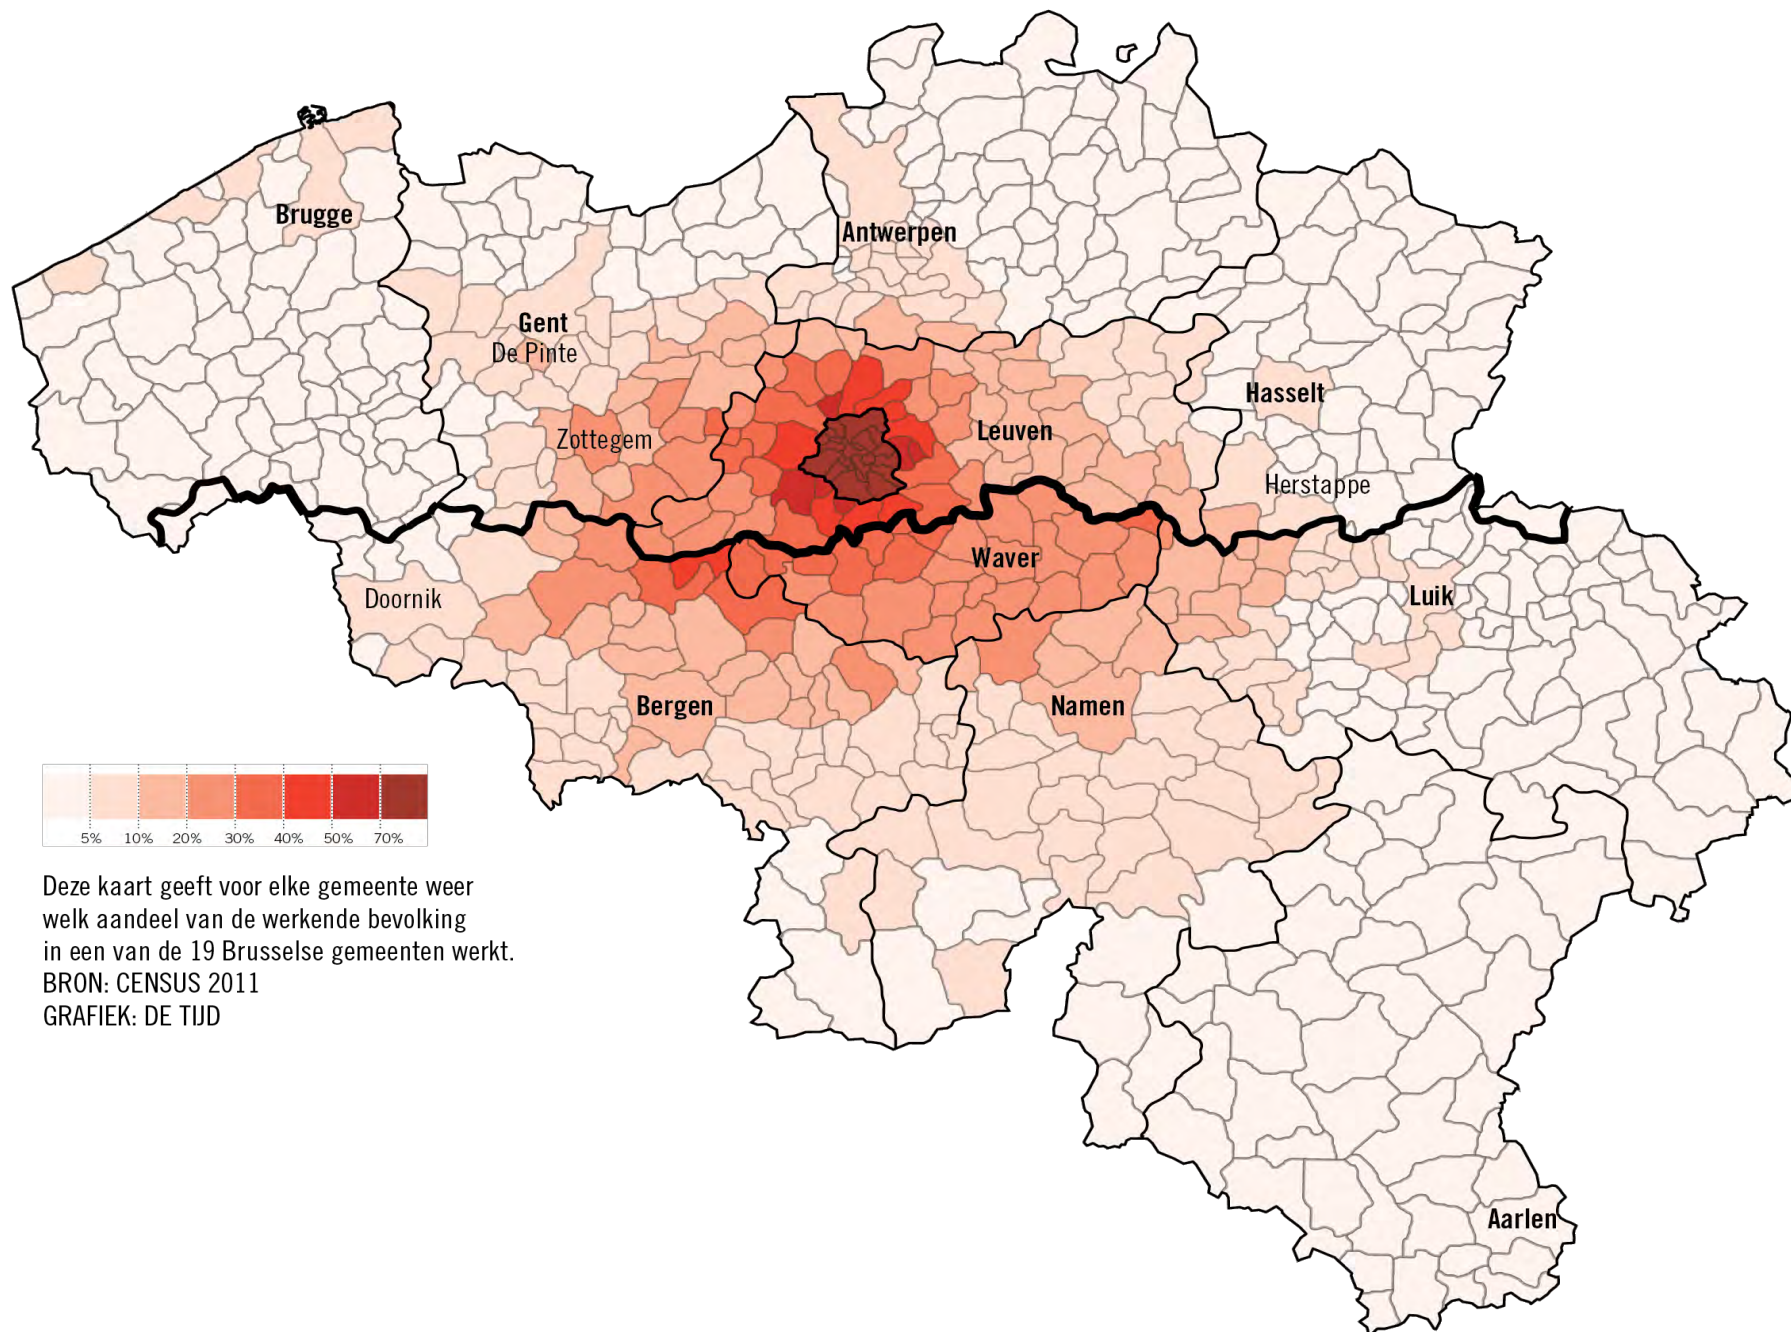 Brugge
Antwerpen
Gent
De Pinte
Hasselt
Zottegem
Leuven
Herstappe
Waver
Doornik
Luik
Bergen
Namen
5% 10% 20% 30% 40% 50% 70%
Deze kaart geeft voor elke gemeente weer
welk aandeel van de werkende bevolking
in een van de 19 Brusselse gemeenten werkt.
BRON: CENSUS 2011
GRAFIEK: DE TIJD
Aarlen